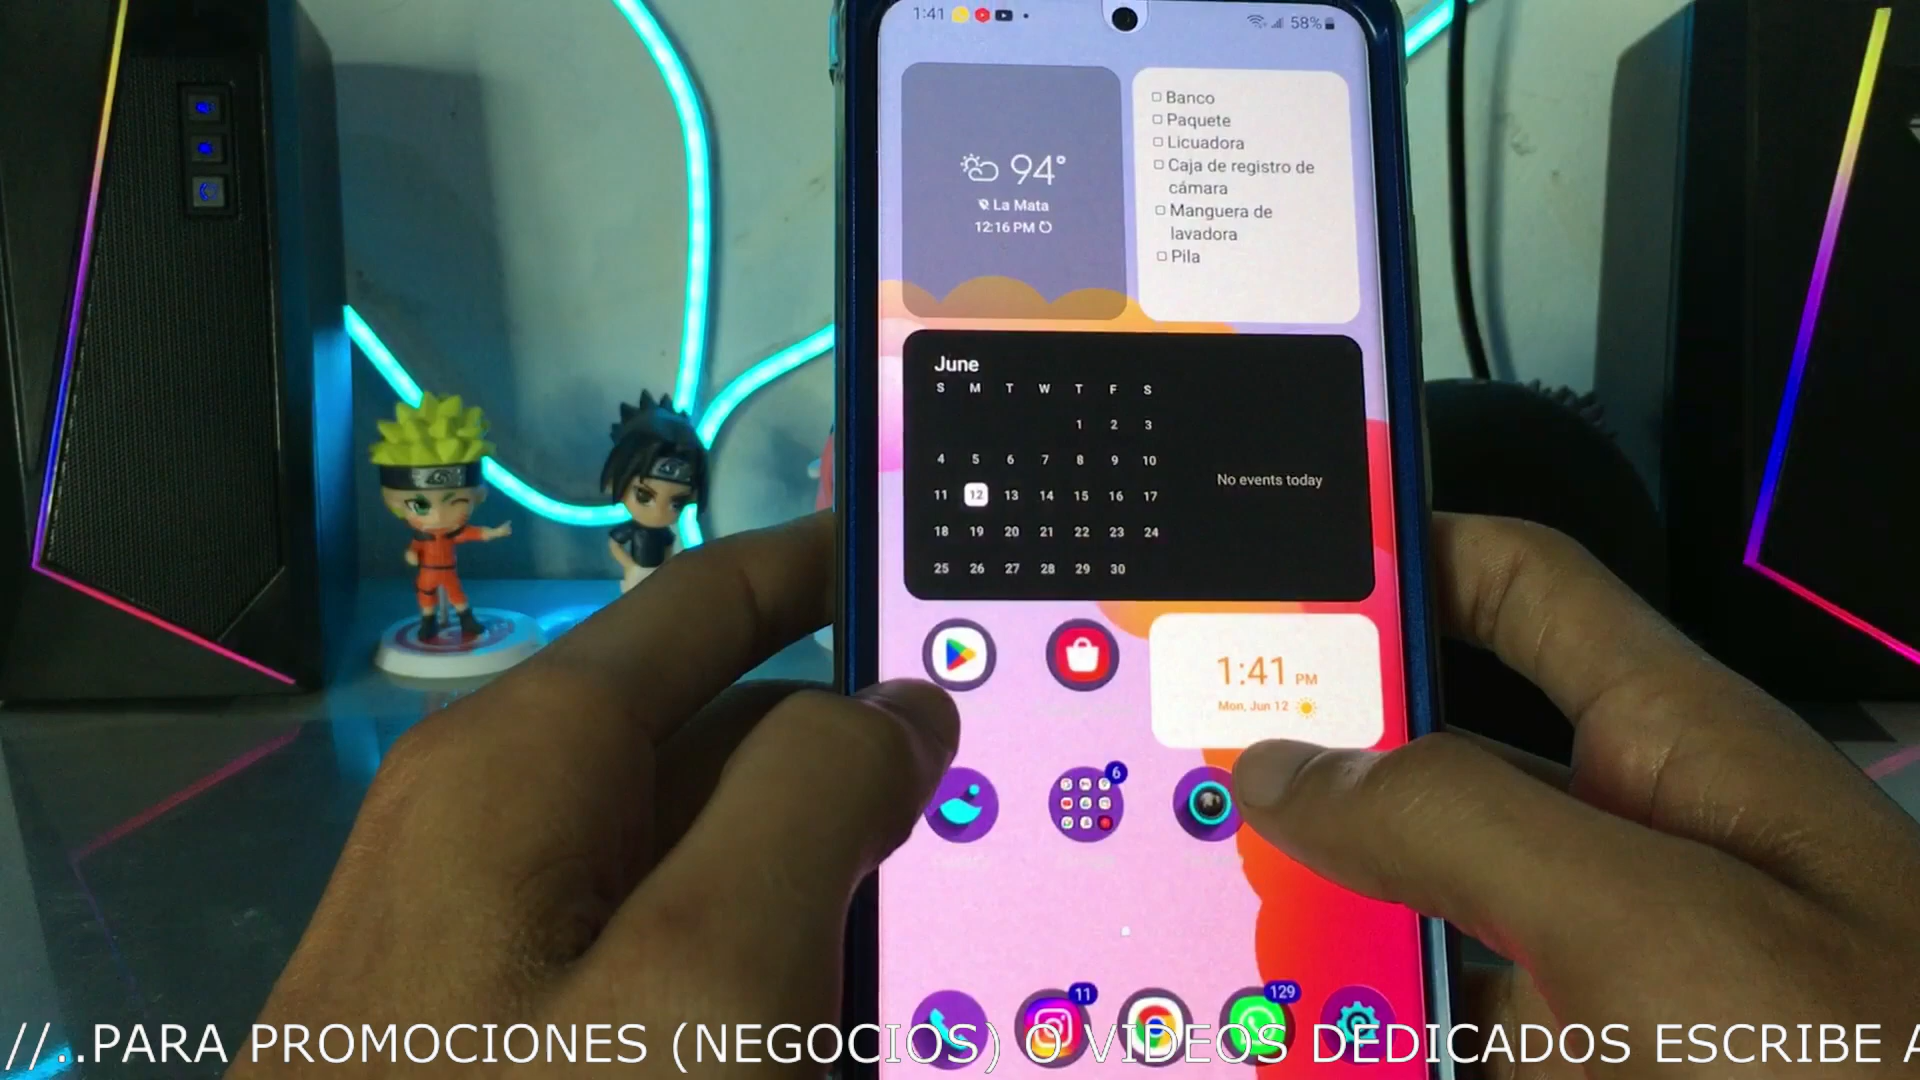 1:41
58%
94°
La Mata
12:16 PM
Banco
Paquete
Licuadora
Caja de registro de
cámara
Manguera de
lavadora
Pila
June
S M T W T F S
1 2 3
4 5 6 7 8 9 10
11 12 13 14 15 16 17
18 19 20 21 22 23 24
25 26 27 28 29 30
No events today
1:41 PM
Mon, Jun 12
6
11
129
//..PARA PROMOCIONES (NEGOCIOS) O VIDEOS DEDICADOS ESCRIBE A